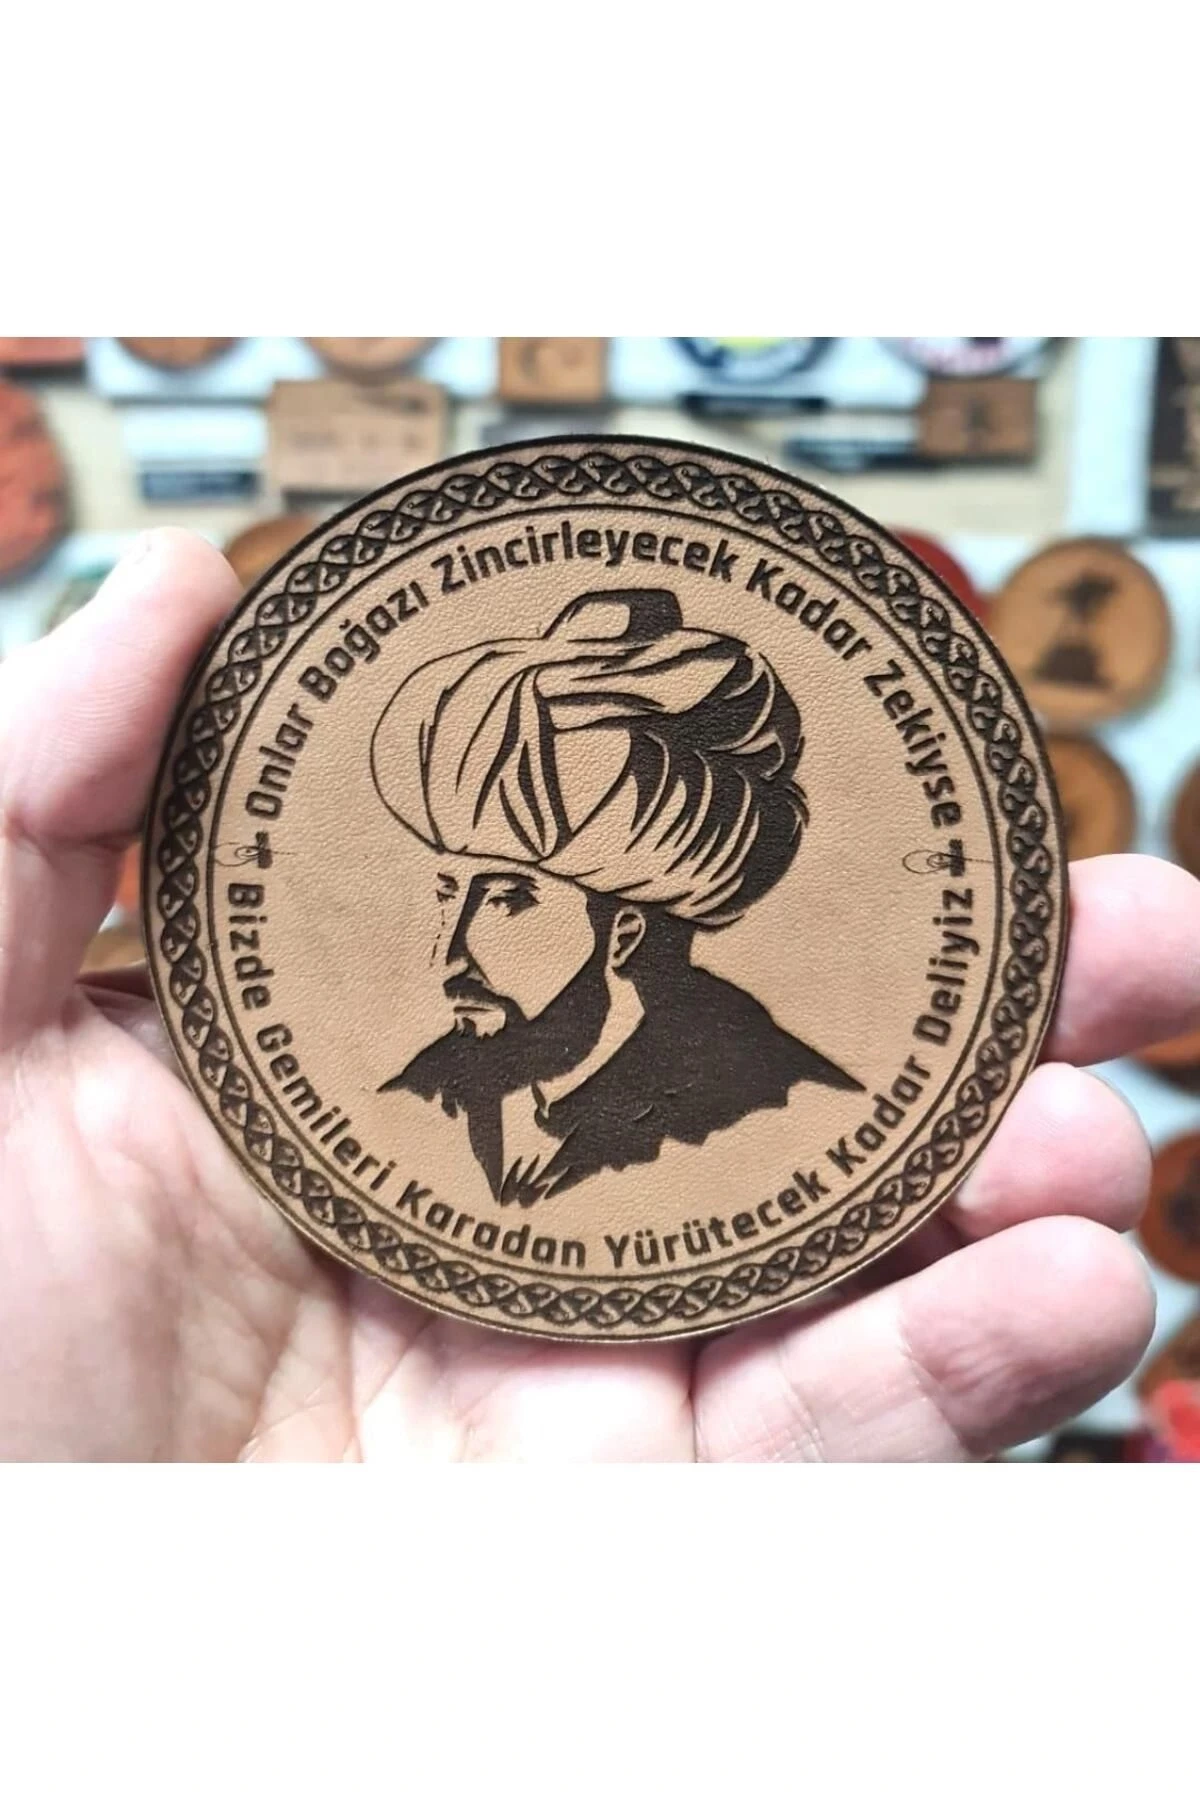 Onlar Boğazı Zincirleyecek Kadar Zekiyse
Bizde Gemileri Karadan Yürütecek Kadar Deliyiz